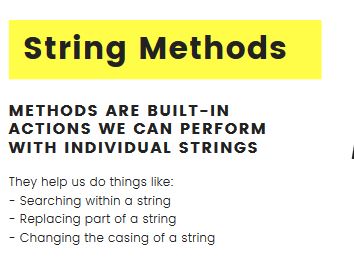 String Methods
METHODS ARE BUILT-IN
ACTIONS WE CAN PERFORM
WITH INDIVIDUAL STRINGS
They help us do things like:
- Searching within a string
- Replacing part of a string
- Changing the casing of a string